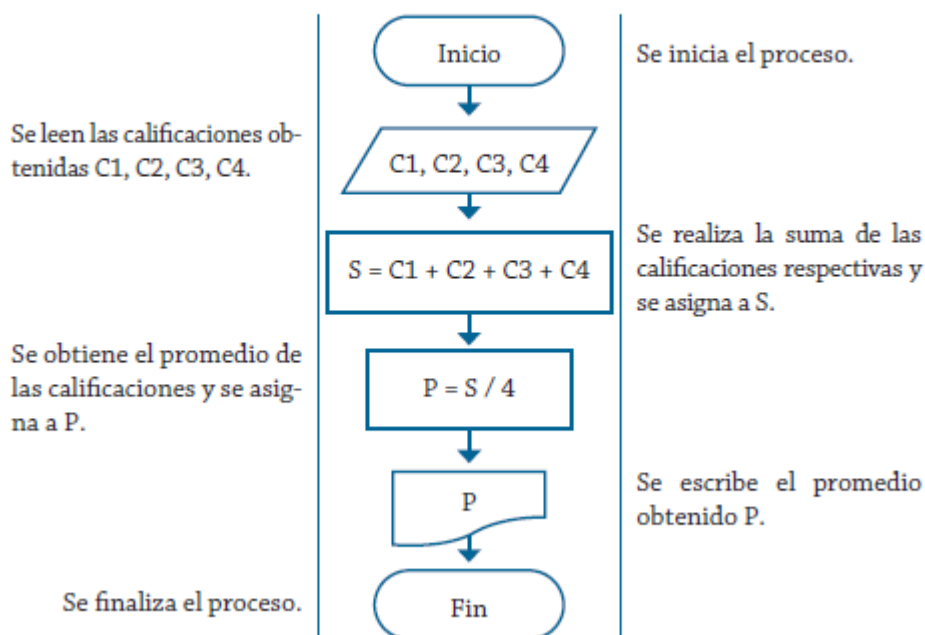 Inicio
Se inicia el proceso.
Se leen las calificaciones ob-
tenidas C1, C2, C3, C4.
C1, C2, C3, C4
S = C1 + C2 + C3 + C4
Se realiza la suma de las
calificaciones respectivas y
se asigna a S.
Se obtiene el promedio de
las calificaciones y se asig-
na a P.
P = S / 4
P
Se escribe el promedio
obtenido P.
Se finaliza el proceso.
Fin